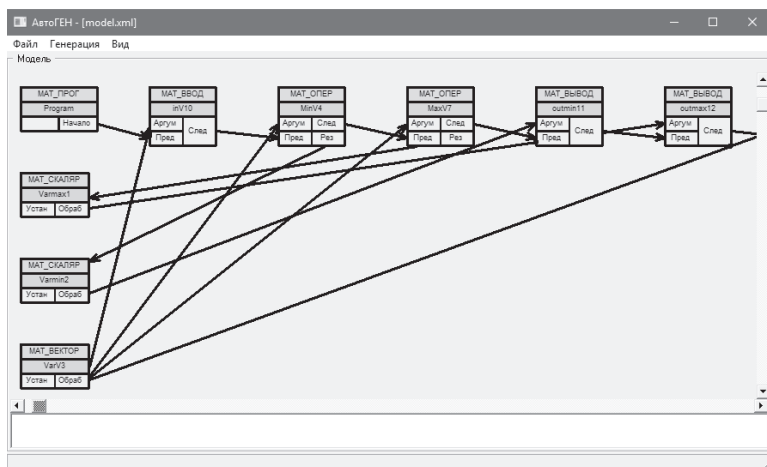 АвтоГЕН - [model.xml]
Файл Генерация Вид
Модель
МАТ_ПРОГ
Program
Начало
МАТ_ВВОД
inV10
Аргум
Пред
След
МАТ_ОПЕР
MinV4
Аргум След
Пред Рез
МАТ_ОПЕР
MaxV7
Аргум След
Пред Рез
МАТ_ВЫВОД
outmin11
Аргум
Пред
След
МАТ_ВЫВОД
outmax12
Аргум
Пред
След
МАТ_СКАЛЯР
Varmax1
Устан Обраб
МАТ_СКАЛЯР
Varmin2
Устан Обраб
МАТ_ВЕКТОР
VarV3
Устан Обраб